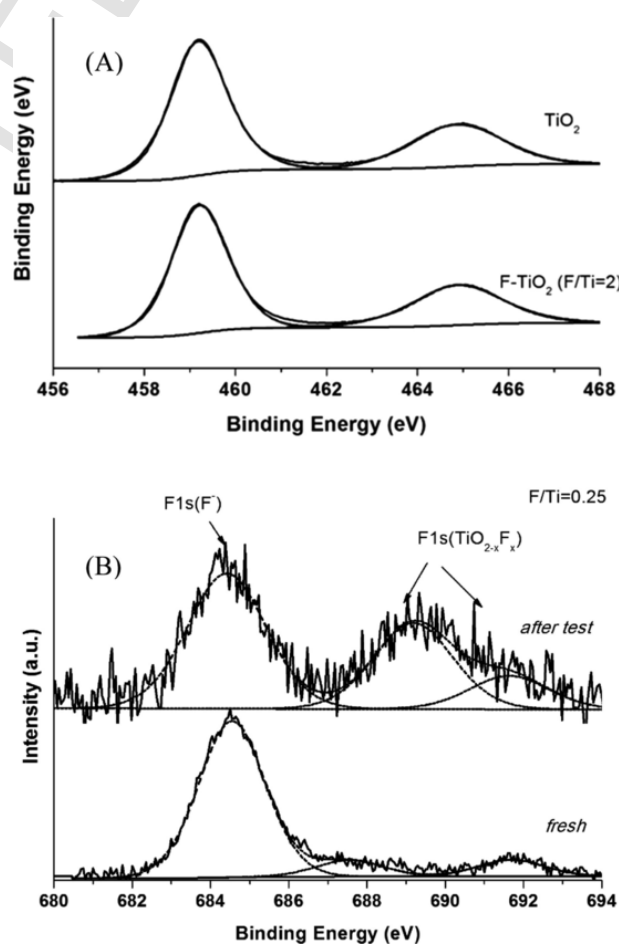 (A)
TiO₂
F-TiO₂ (F/Ti=2)
Binding Energy (eV)
456 458 460 462 464 466 468
Binding Energy (eV)
F1s(F⁻)
F/Ti=0.25
F1s(TiO₂₋ₓFₓ)
(B)
after test
Intensity (a.u.)
fresh
680 682 684 686 688 690 692 694
Binding Energy (eV)